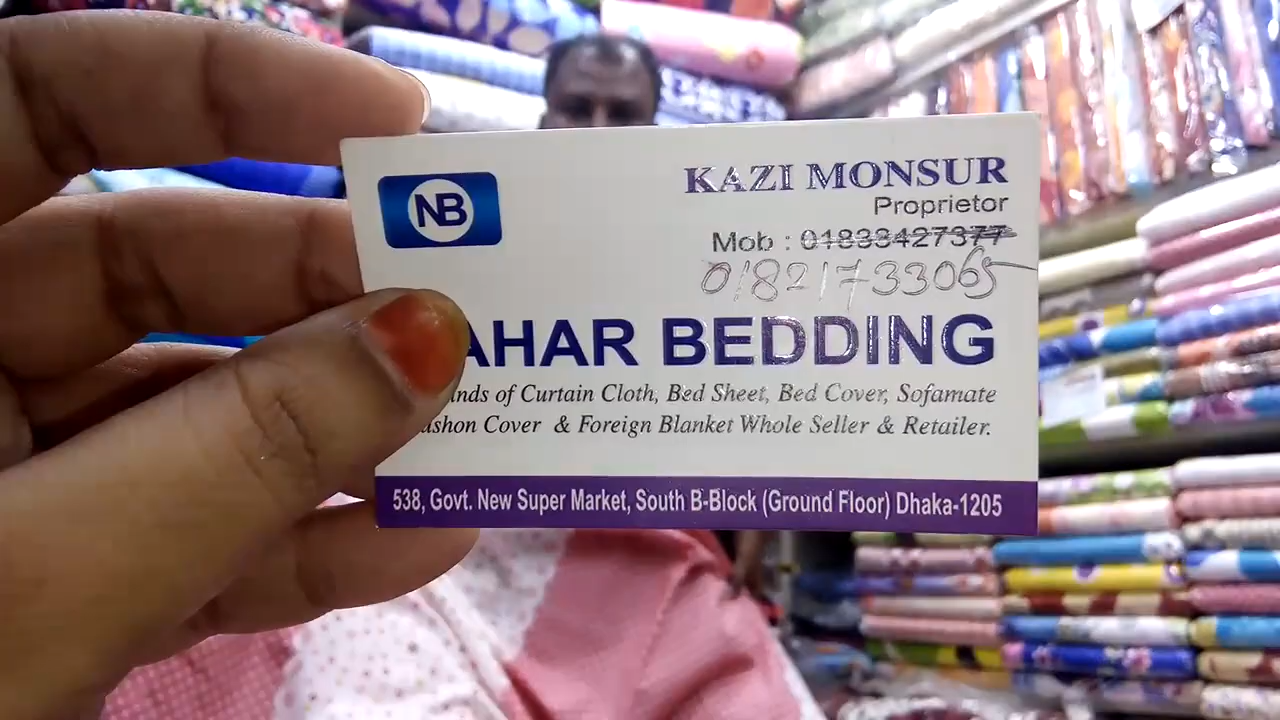 NB
KAZI MONSUR
Proprietor
Mob : 01833427377
01821733065
AHAR BEDDING
nds of Curtain Cloth, Bed Sheet, Bed Cover, Sofamate
shon Cover & Foreign Blanket Whole Seller & Retailer.
538, Govt. New Super Market, South B-Block (Ground Floor) Dhaka-1205